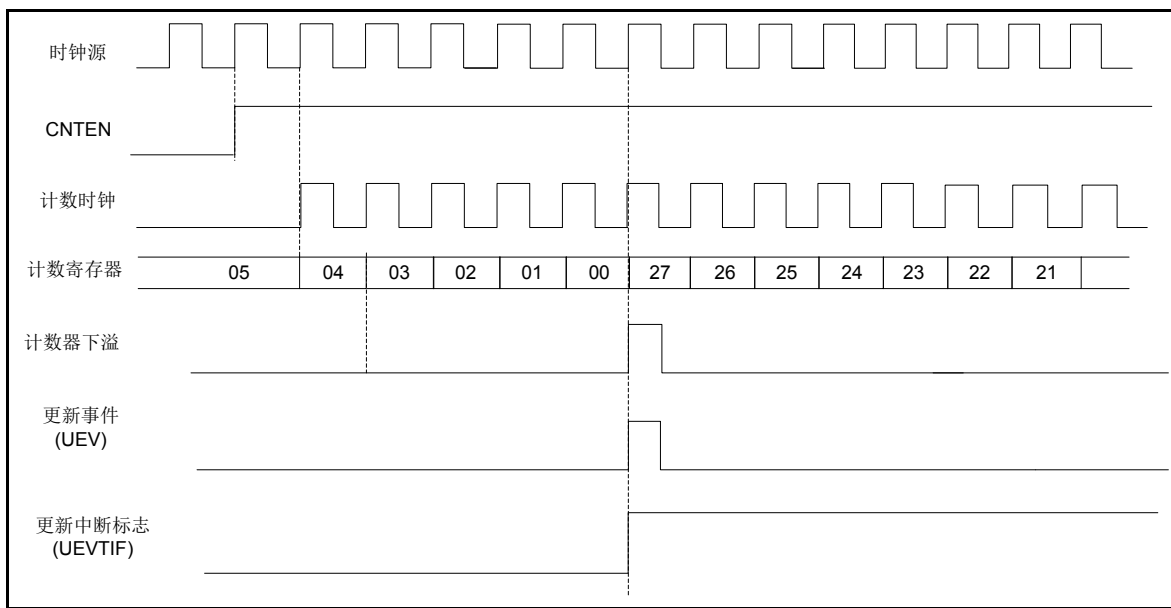 时钟源
CNTEN
计数时钟
计数寄存器 05 04 03 02 01 00 27 26 25 24 23 22 21
计数器下溢
更新事件
(UEV)
更新中断标志
(UEVTIF)